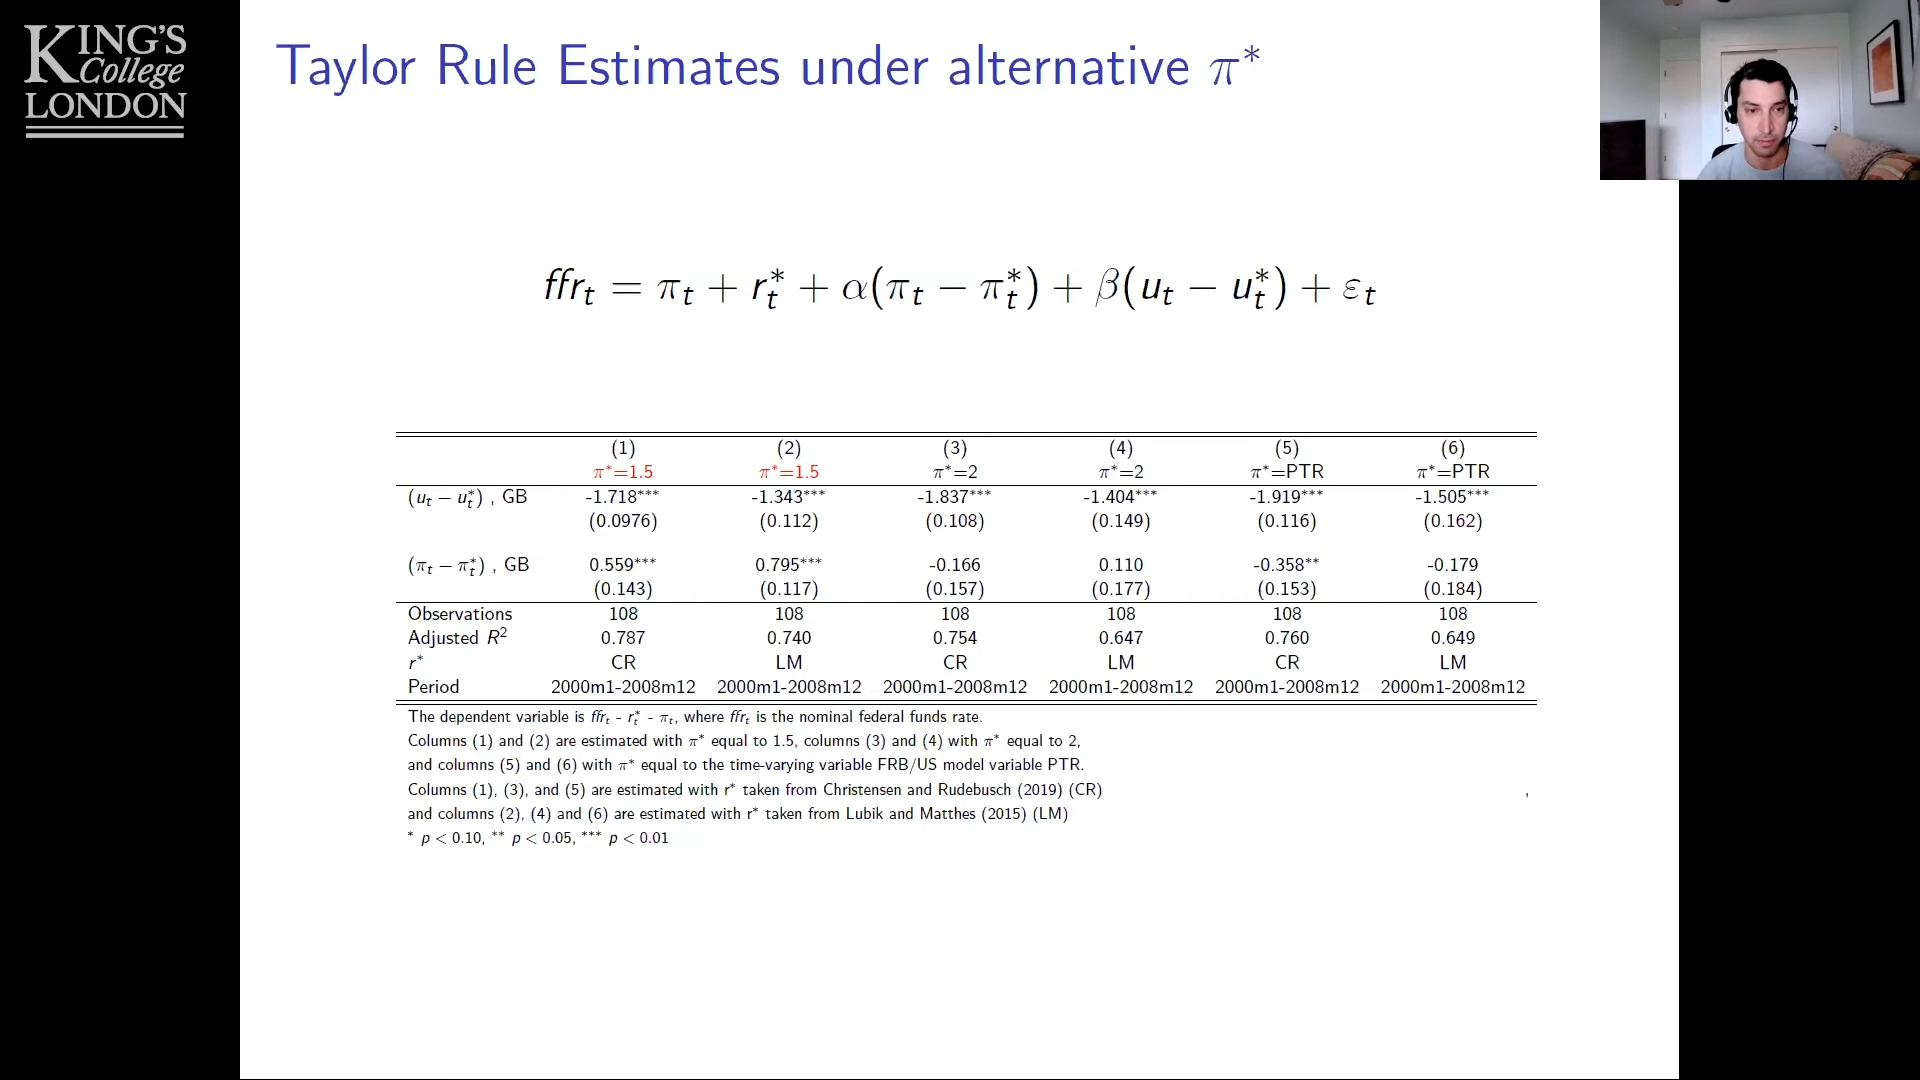 KING'S
College
LONDON
Taylor Rule Estimates under alternative π*
ffr_t = π_t + r_t^* + α(π_t − π_t^*) + β(u_t − u_t^*) + ε_t
(1) (2) (3) (4) (5) (6)
π*=1.5 π*=1.5 π*=2 π*=2 π*=PTR π*=PTR
(u_t − u_t^*) , GB -1.718*** -1.343*** -1.837*** -1.404*** -1.919*** -1.505***
(0.0976) (0.112) (0.108) (0.149) (0.116) (0.162)
(π_t − π_t^*) , GB 0.559*** 0.795*** -0.166 0.110 -0.358** -0.179
(0.143) (0.117) (0.157) (0.177) (0.153) (0.184)
Observations 108 108 108 108 108 108
Adjusted R² 0.787 0.740 0.754 0.647 0.760 0.649
r* CR LM CR LM CR LM
Period 2000m1-2008m12 2000m1-2008m12 2000m1-2008m12 2000m1-2008m12 2000m1-2008m12 2000m1-2008m12
The dependent variable is ffr_t - r_t^* - π_t, where ffr_t is the nominal federal funds rate.
Columns (1) and (2) are estimated with π* equal to 1.5, columns (3) and (4) with π* equal to 2,
and columns (5) and (6) with π* equal to the time-varying variable FRB/US model variable PTR.
Columns (1), (3), and (5) are estimated with r* taken from Christensen and Rudebusch (2019) (CR)
and columns (2), (4) and (6) are estimated with r* taken from Lubik and Matthes (2015) (LM)
* p < 0.10, ** p < 0.05, *** p < 0.01
,